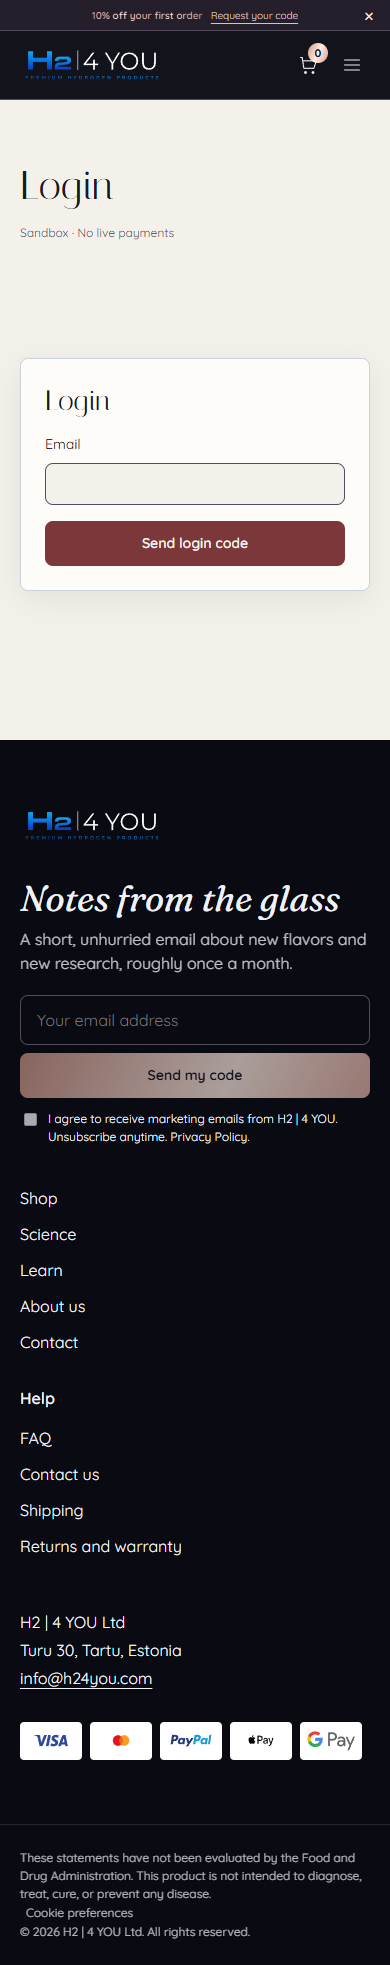 10% off your first order Request your code ×
H2 | 4 YOU
PREMIUM HYDROGEN PRODUCTS
0
Login
Sandbox · No live payments
Login
Email
Send login code
H2 | 4 YOU
PREMIUM HYDROGEN PRODUCTS
Notes from the glass
A short, unhurried email about new flavors and
new research, roughly once a month.
Your email address
Send my code
I agree to receive marketing emails from H2 | 4 YOU.
Unsubscribe anytime. Privacy Policy.
Shop
Science
Learn
About us
Contact
Help
FAQ
Contact us
Shipping
Returns and warranty
H2 | 4 YOU Ltd
Turu 30, Tartu, Estonia
info@h24you.com
VISA PayPal Pay G Pay
These statements have not been evaluated by the Food and
Drug Administration. This product is not intended to diagnose,
treat, cure, or prevent any disease.
Cookie preferences
© 2026 H2 | 4 YOU Ltd. All rights reserved.